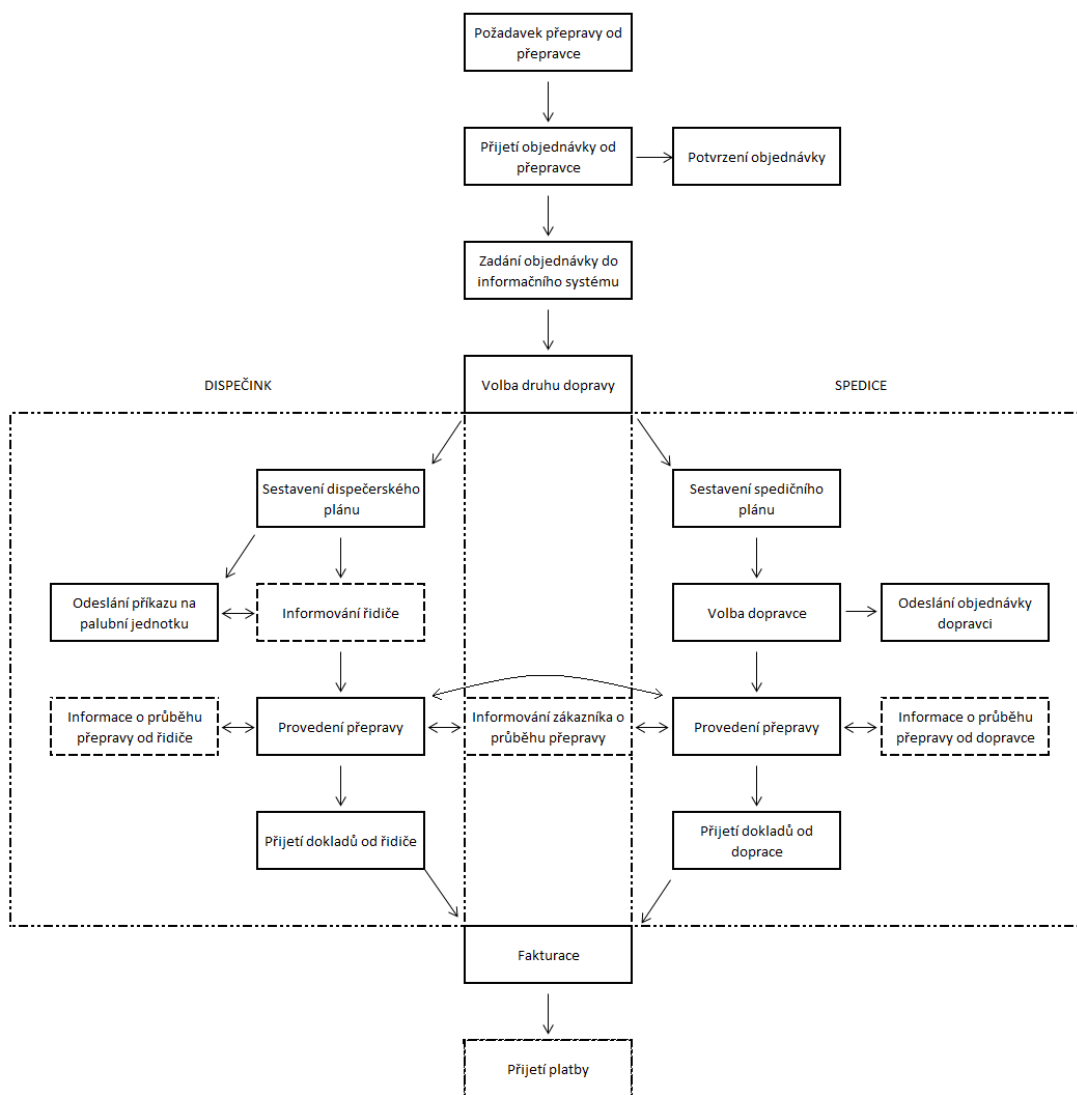 Požadavek přepravy od
přepravce
Přijetí objednávky od
přepravce
Potvrzení objednávky
Zadání objednávky do
informačního systému
DISPEČINK
Volba druhu dopravy
SPEDICE
Sestavení dispečerského
plánu
Sestavení spedičního
plánu
Odeslání příkazu na
palubní jednotku
Informování řidiče
Volba dopravce
Odeslání objednávky
dopravci
Informace o průběhu
přepravy od řidiče
Provedení přepravy
Informování zákazníka o
průběhu přepravy
Provedení přepravy
Informace o průběhu
přepravy od dopravce
Přijetí dokladů od řidiče
Přijetí dokladů od
doprace
Fakturace
Přijetí platby